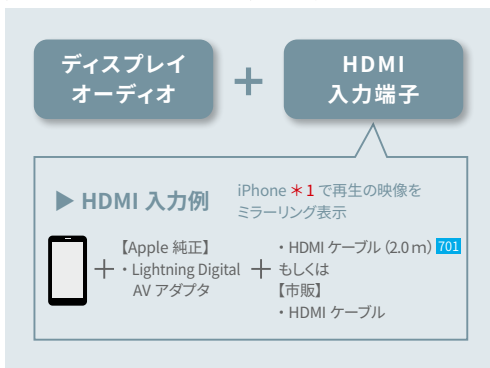 ディスプレイ
オーディオ
+
HDMI
入力端子
▶ HDMI 入力例
iPhone＊1で再生の映像を
ミラーリング表示
+
【Apple 純正】
・Lightning Digital
AV アダプタ
+
・HDMI ケーブル（2.0m）701
もしくは
【市販】
・HDMI ケーブル